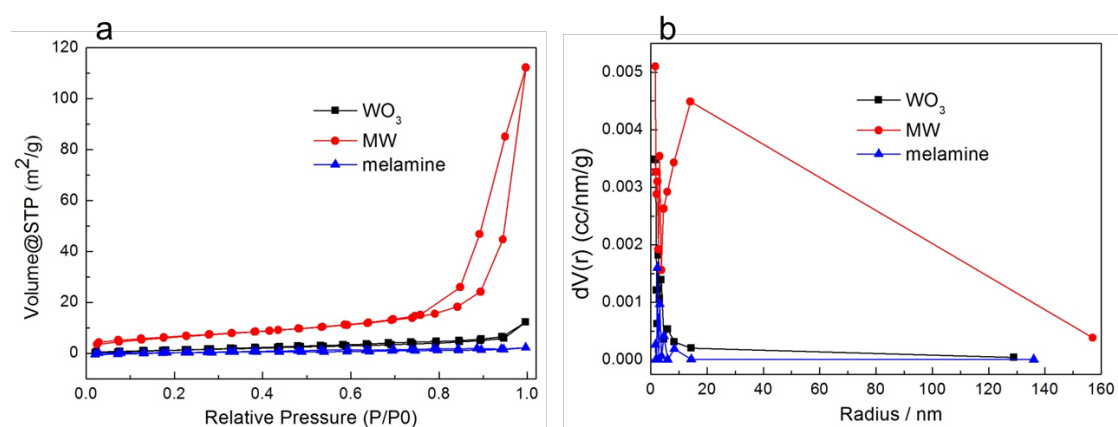 a
120
100
80
60
40
20
0
Volume@STP (m²/g)
WO₃
MW
melamine
0.0 0.2 0.4 0.6 0.8 1.0
Relative Pressure (P/P0)
b
0.005
0.004
0.003
0.002
0.001
0.000
dV(r) (cc/nm/g)
WO₃
MW
melamine
0 20 40 60 80 100 120 140 160
Radius / nm